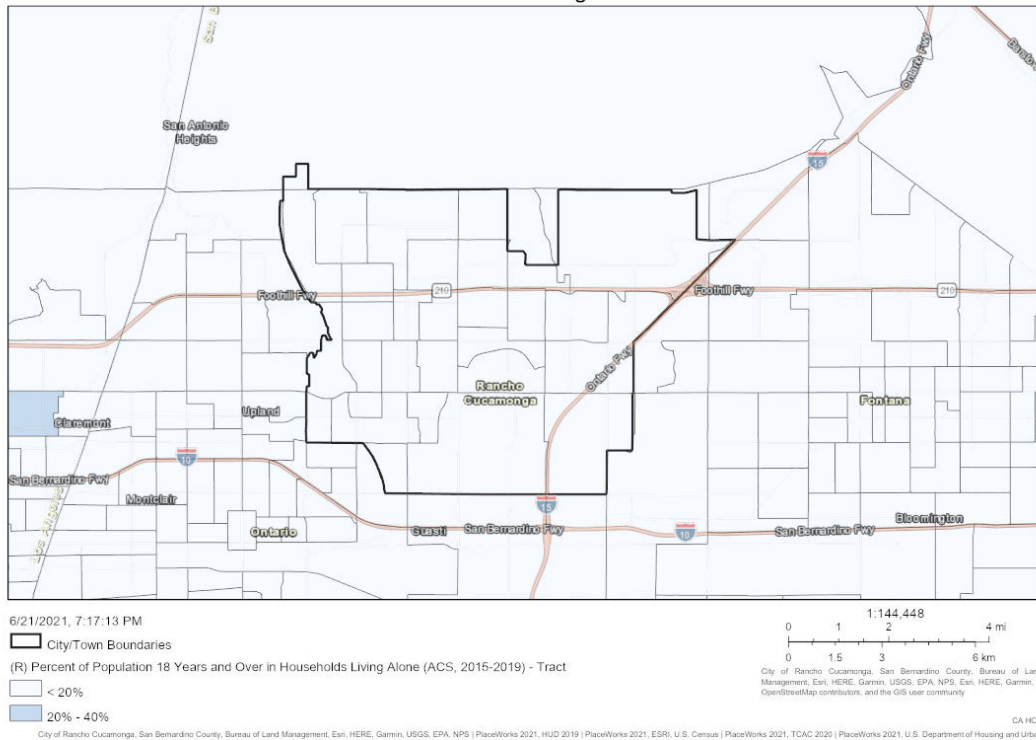 San Antonio
Heights
Ontario Fwy
15
Foothill Fwy
210
Foothill Fwy
210
Ontario Fwy
Rancho
Cucamonga
Fontana
Upland
Claremont
10
San Bernardino Fwy
Montclair
Los Angeles
Ontario
Guasti
San Bernardino Fwy
15
10
San Bernardino Fwy
Bloomington
6/21/2021, 7:17:13 PM
City/Town Boundaries
(R) Percent of Population 18 Years and Over in Households Living Alone (ACS, 2015-2019) - Tract
< 20%
20% - 40%
1:144,448
0 1 2 4 mi
0 1.5 3 6 km
City of Rancho Cucamonga, San Bernardino County, Bureau of
Management, Esri, HERE, Garmin, USGS, EPA, NPS, Esri, HERE, Garmin,
OpenStreetMap contributors, and the GIS user community
CA
City of Rancho Cucamonga, San Bernardino County, Bureau of Land Management, Esri, HERE, Garmin, USGS, EPA, NPS | PlaceWorks 2021, HUD 2019 | PlaceWorks 2021, ESRI, U.S. Census | PlaceWorks 2021, TCAC 2020 | PlaceWorks 2021, U.S. Department of Housing and